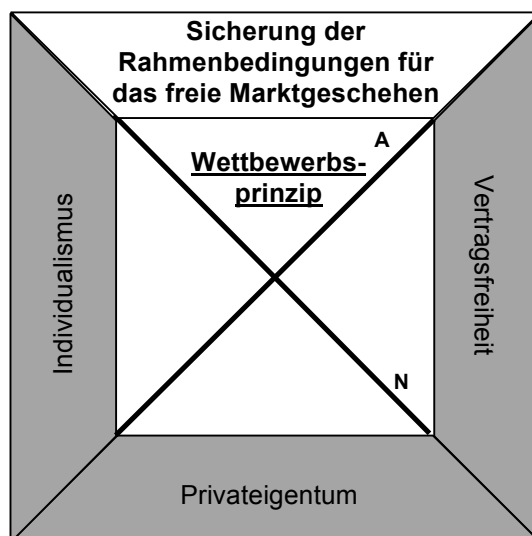 Sicherung der
Rahmenbedingungen für
das freie Marktgeschehen
A
Wettbewerbs-
prinzip
Individualismus
Vertragsfreiheit
N
Privateigentum